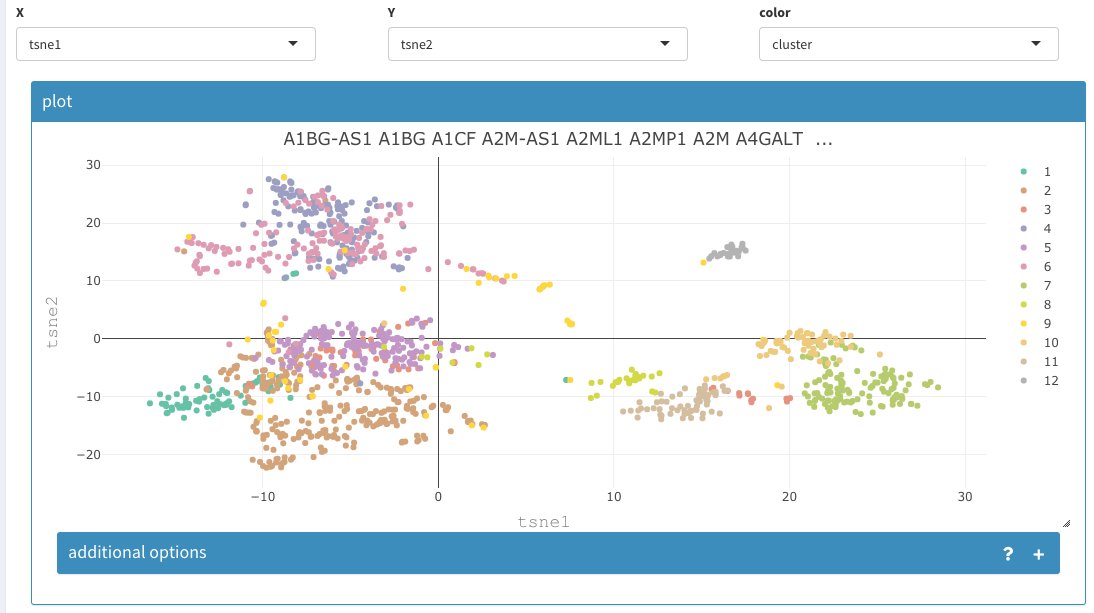 X Y color
tsne1 tsne2 cluster
plot
A1BG-AS1 A1BG A1CF A2M-AS1 A2ML1 A2MP1 A2M A4GALT ...
30
20
10
0
−10
−20
tsne2
−10 0 10 20 30
tsne1
1
2
3
4
5
6
7
8
9
10
11
12
additional options ? +